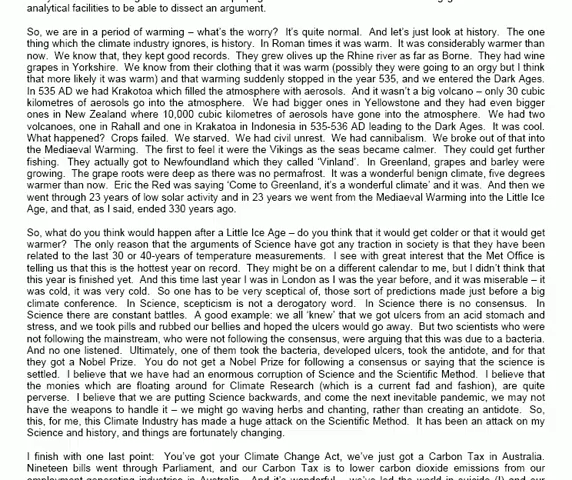 analytical facilities to be able to dissect an argument.
So, we are in a period of warming – what's the worry? It's quite normal. And let's just look at history. The one
thing which the climate industry ignores, is history. In Roman times it was warm. It was considerably warmer than
now. We know that, they kept good records. They grew olives up the Rhine river as far as Borne. They had wine
grapes in Yorkshire. We know from their clothing that it was warm (possibly they were going to an orgy but I think
that more likely it was warm) and that warming suddenly stopped in the year 535, and we entered the Dark Ages.
In 535 AD we had Krakotoa which filled the atmosphere with aerosols. And it wasn't a big volcano – only 30 cubic
kilometres of aerosols go into the atmosphere. We had bigger ones in Yellowstone and they had even bigger
ones in New Zealand where 10,000 cubic kilometres of aerosols have gone into the atmosphere. We had two
volcanoes, one in Rahall and one in Krakatoa in Indonesia in 535-536 AD leading to the Dark Ages. It was cool.
What happened? Crops failed. We starved. We had civil unrest. We had cannibalism. We broke out of that into
the Mediaeval Warming. The first to feel it were the Vikings as the seas became calmer. They could get further
fishing. They actually got to Newfoundland which they called 'Vinland'. In Greenland, grapes and barley were
growing. The grape roots were deep as there was no permafrost. It was a wonderful benign climate, five degrees
warmer than now. Eric the Red was saying 'Come to Greenland, it's a wonderful climate' and it was. And then we
went through 23 years of low solar activity and in 23 years we went from the Mediaeval Warming into the Little Ice
Age, and that, as I said, ended 330 years ago.
So, what do you think would happen after a Little Ice Age – do you think that it would get colder or that it would get
warmer? The only reason that the arguments of Science have got any traction in society is that they have been
related to the last 30 or 40-years of temperature measurements. I see with great interest that the Met Office is
telling us that this is the hottest year on record. They might be on a different calendar to me, but I didn't think that
this year is finished yet. And this time last year I was in London as I was the year before, and it was miserable – it
was cold, it was very cold. So one has to be very sceptical of, those sort of predictions made just before a big
climate conference. In Science, scepticism is not a derogatory word. In Science there is no consensus. In
Science there are constant battles. A good example: we all 'knew' that we got ulcers from an acid stomach and
stress, and we took pills and rubbed our bellies and hoped the ulcers would go away. But two scientists who were
not following the mainstream, who were not following the consensus, were arguing that this was due to a bacteria.
And no one listened. Ultimately, one of them took the bacteria, developed ulcers, took the antidote, and for that
they got a Nobel Prize. You do not get a Nobel Prize for following a consensus or saying that the science is
settled. I believe that we have had an enormous corruption of Science and the Scientific Method. I believe that
the monies which are floating around for Climate Research (which is a current fad and fashion), are quite
perverse. I believe that we are putting Science backwards, and come the next inevitable pandemic, we may not
have the weapons to handle it – we might go waving herbs and chanting, rather than creating an antidote. So,
this, for me, this Climate Industry has made a huge attack on the Scientific Method. It has been an attack on my
Science and history, and things are fortunately changing.
I finish with one last point: You've got your Climate Change Act, we've just got a Carbon Tax in Australia.
Nineteen bills went through Parliament, and our Carbon Tax is to lower carbon dioxide emissions from our